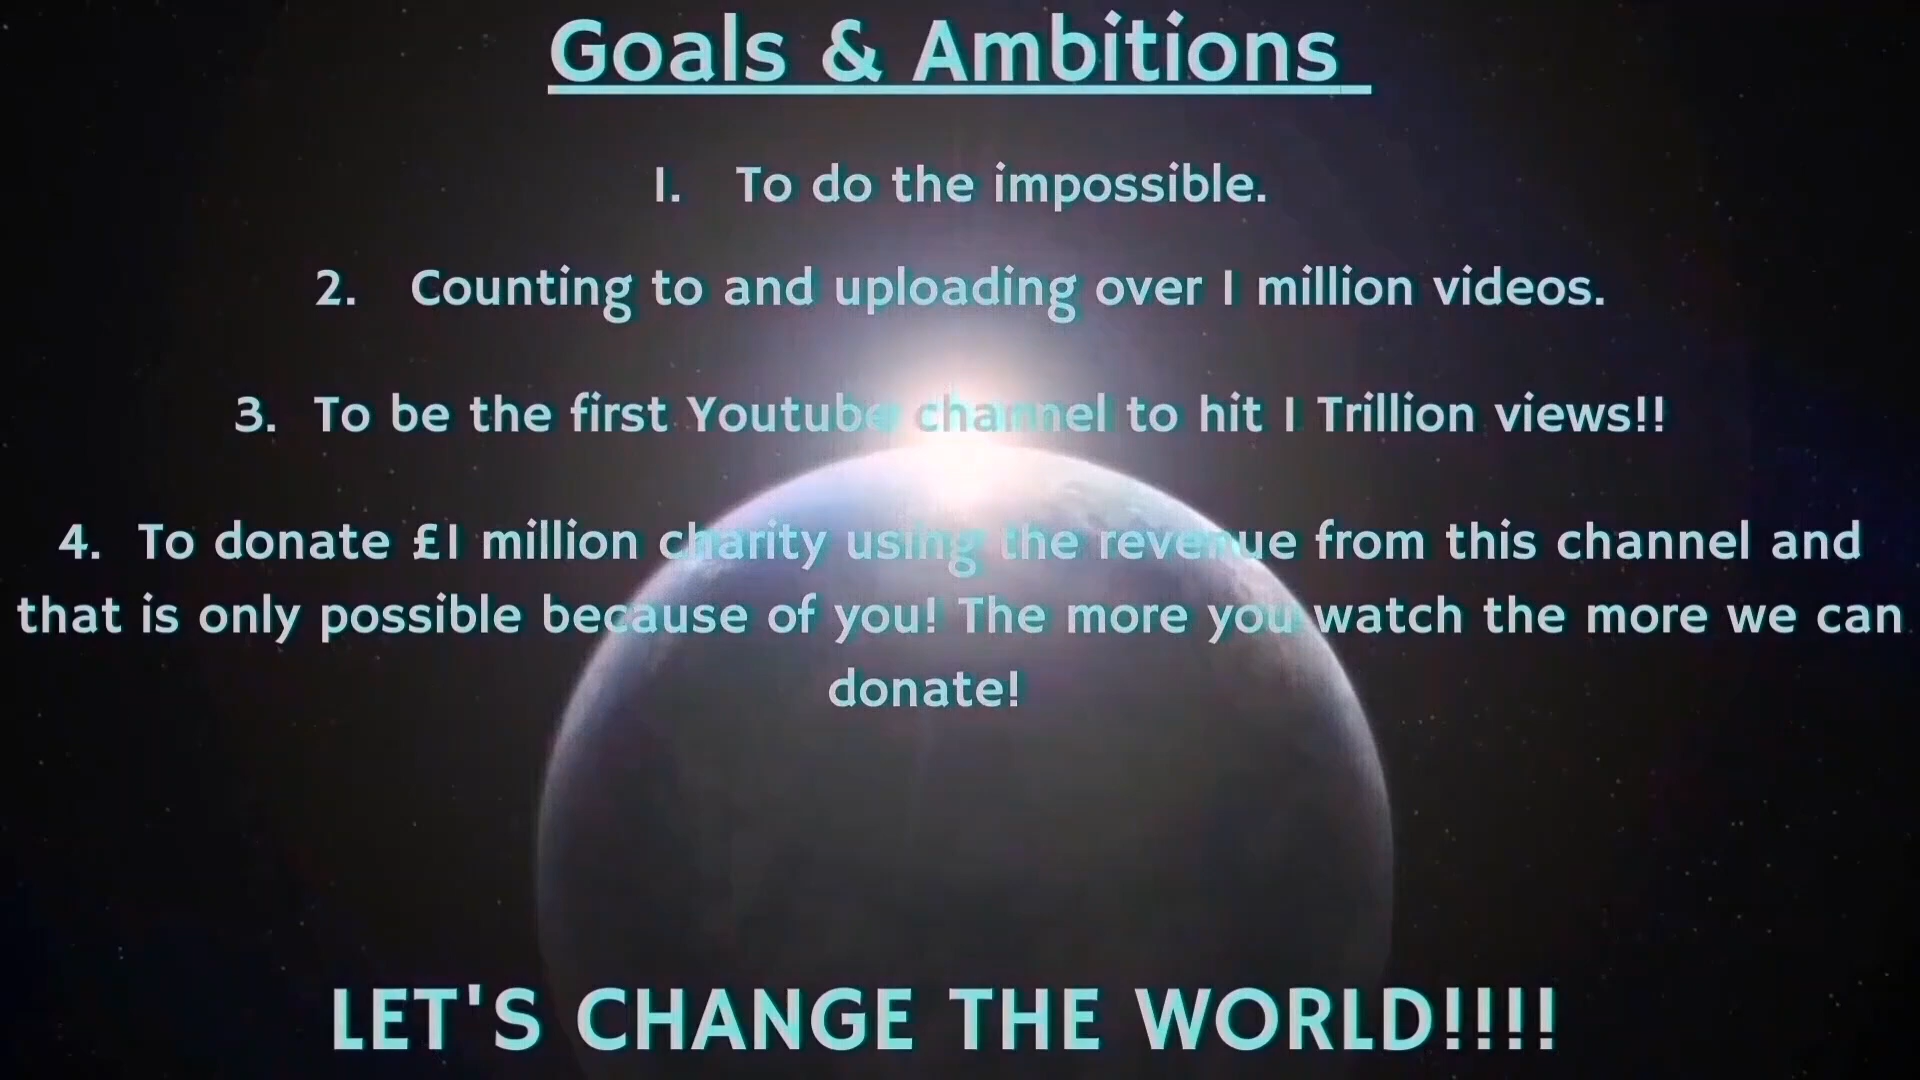 Goals & Ambitions
1. To do the impossible.
2. Counting to and uploading over 1 million videos.
3. To be the first Youtube channel to hit 1 Trillion views!!
4. To donate £1 million charity using the revenue from this channel and
that is only possible because of you! The more you watch the more we can
donate!
LET'S CHANGE THE WORLD!!!!